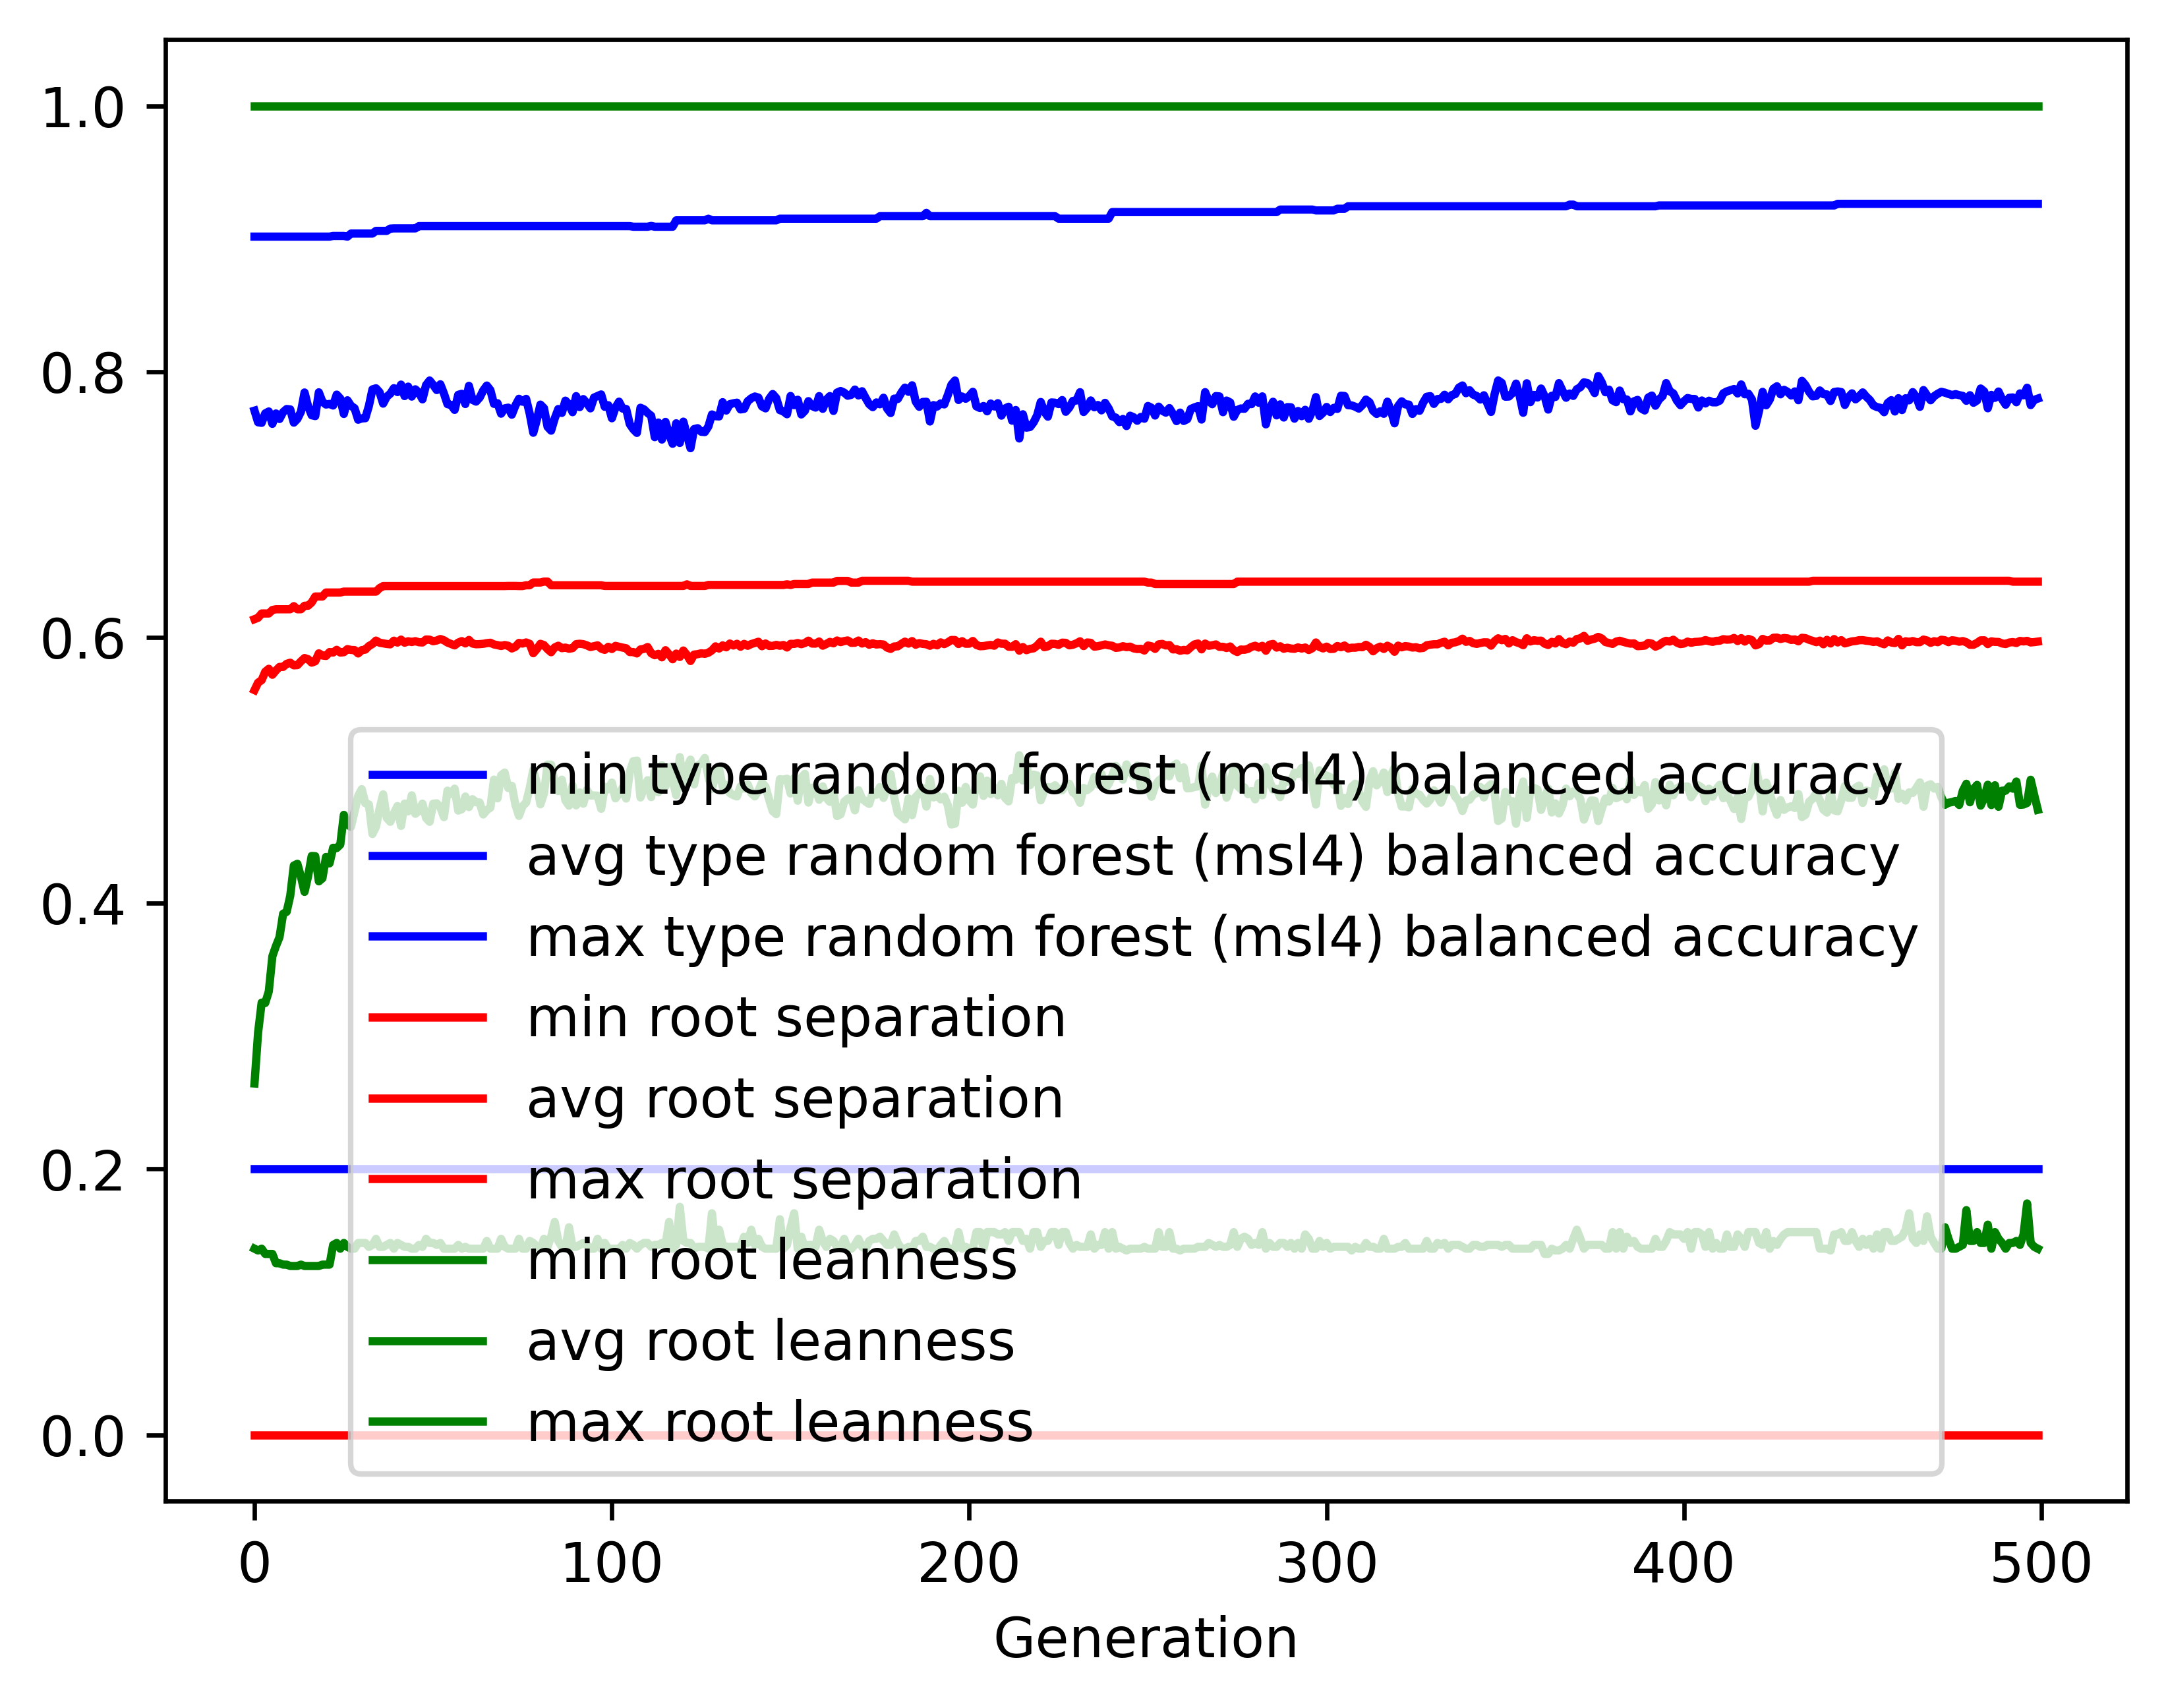 1.0
0.8
0.6
0.4
0.2
0.0
min type random forest (msl4) balanced accuracy
avg type random forest (msl4) balanced accuracy
max type random forest (msl4) balanced accuracy
min root separation
avg root separation
max root separation
min root leanness
avg root leanness
max root leanness
0 100 200 300 400 500
Generation